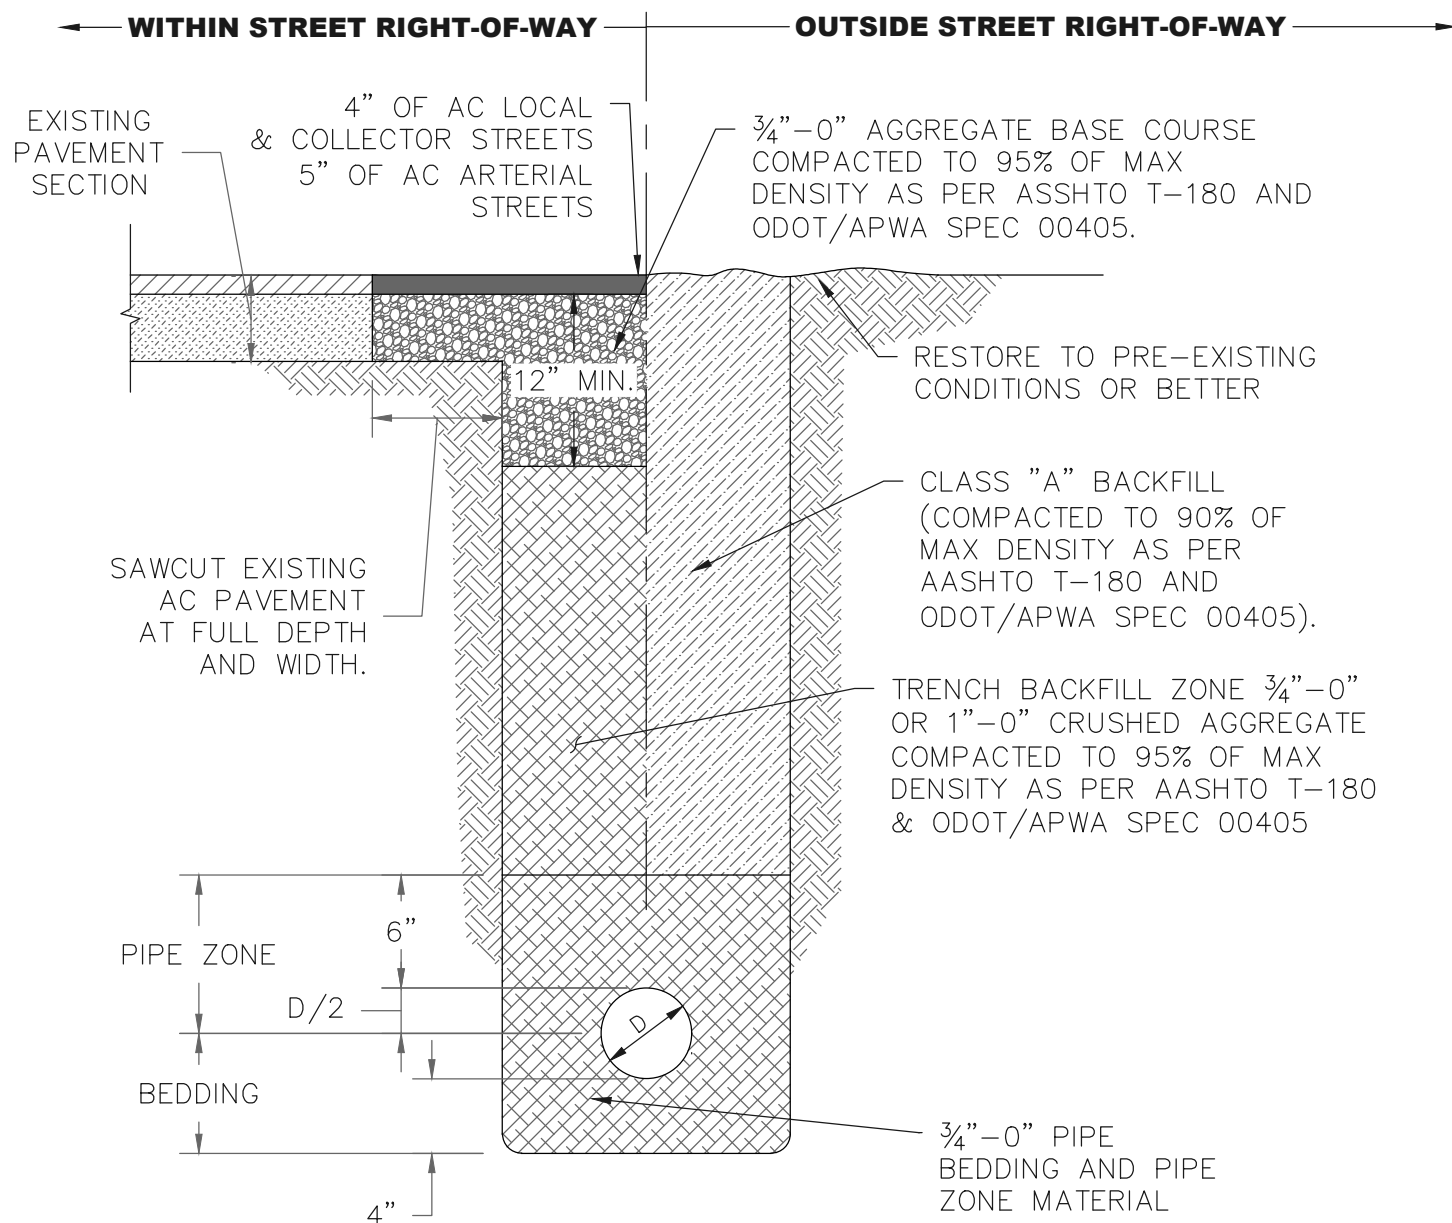 WITHIN STREET RIGHT-OF-WAY
OUTSIDE STREET RIGHT-OF-WAY
EXISTING
PAVEMENT
SECTION
4" OF AC LOCAL
& COLLECTOR STREETS
5" OF AC ARTERIAL
STREETS
¾"-0" AGGREGATE BASE COURSE
COMPACTED TO 95% OF MAX
DENSITY AS PER ASSHTO T-180 AND
ODOT/APWA SPEC 00405.
12" MIN.
RESTORE TO PRE-EXISTING
CONDITIONS OR BETTER
CLASS "A" BACKFILL
(COMPACTED TO 90% OF
MAX DENSITY AS PER
AASHTO T-180 AND
ODOT/APWA SPEC 00405).
SAWCUT EXISTING
AC PAVEMENT
AT FULL DEPTH
AND WIDTH.
TRENCH BACKFILL ZONE ¾"-0"
OR 1"-0" CRUSHED AGGREGATE
COMPACTED TO 95% OF MAX
DENSITY AS PER AASHTO T-180
& ODOT/APWA SPEC 00405
6"
PIPE ZONE
D/2
D
BEDDING
¾"-0" PIPE
BEDDING AND PIPE
ZONE MATERIAL
4"